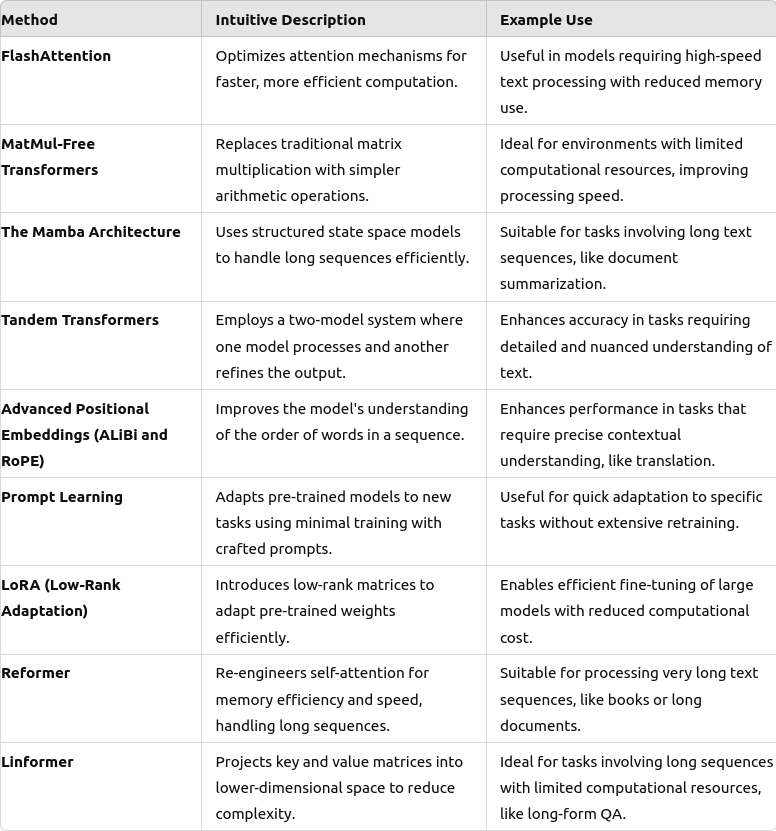 Method Intuitive Description Example Use
FlashAttention Optimizes attention mechanisms for Useful in models requiring high-speed
faster, more efficient computation. text processing with reduced memory
use.
MatMul-Free Replaces traditional matrix Ideal for environments with limited
Transformers multiplication with simpler computational resources, improving
arithmetic operations. processing speed.
The Mamba Architecture Uses structured state space models Suitable for tasks involving long text
to handle long sequences efficiently. sequences, like document
summarization.
Tandem Transformers Employs a two-model system where Enhances accuracy in tasks requiring
one model processes and another detailed and nuanced understanding of
refines the output. text.
Advanced Positional Improves the model's understanding Enhances performance in tasks that
Embeddings (ALiBi and of the order of words in a sequence. require precise contextual
RoPE) understanding, like translation.
Prompt Learning Adapts pre-trained models to new Useful for quick adaptation to specific
tasks using minimal training with tasks without extensive retraining.
crafted prompts.
LoRA (Low-Rank Introduces low-rank matrices to Enables efficient fine-tuning of large
Adaptation) adapt pre-trained weights models with reduced computational
efficiently. cost.
Reformer Re-engineers self-attention for Suitable for processing very long text
memory efficiency and speed, sequences, like books or long
handling long sequences. documents.
Linformer Projects key and value matrices into Ideal for tasks involving long sequences
lower-dimensional space to reduce with limited computational resources,
complexity. like long-form QA.